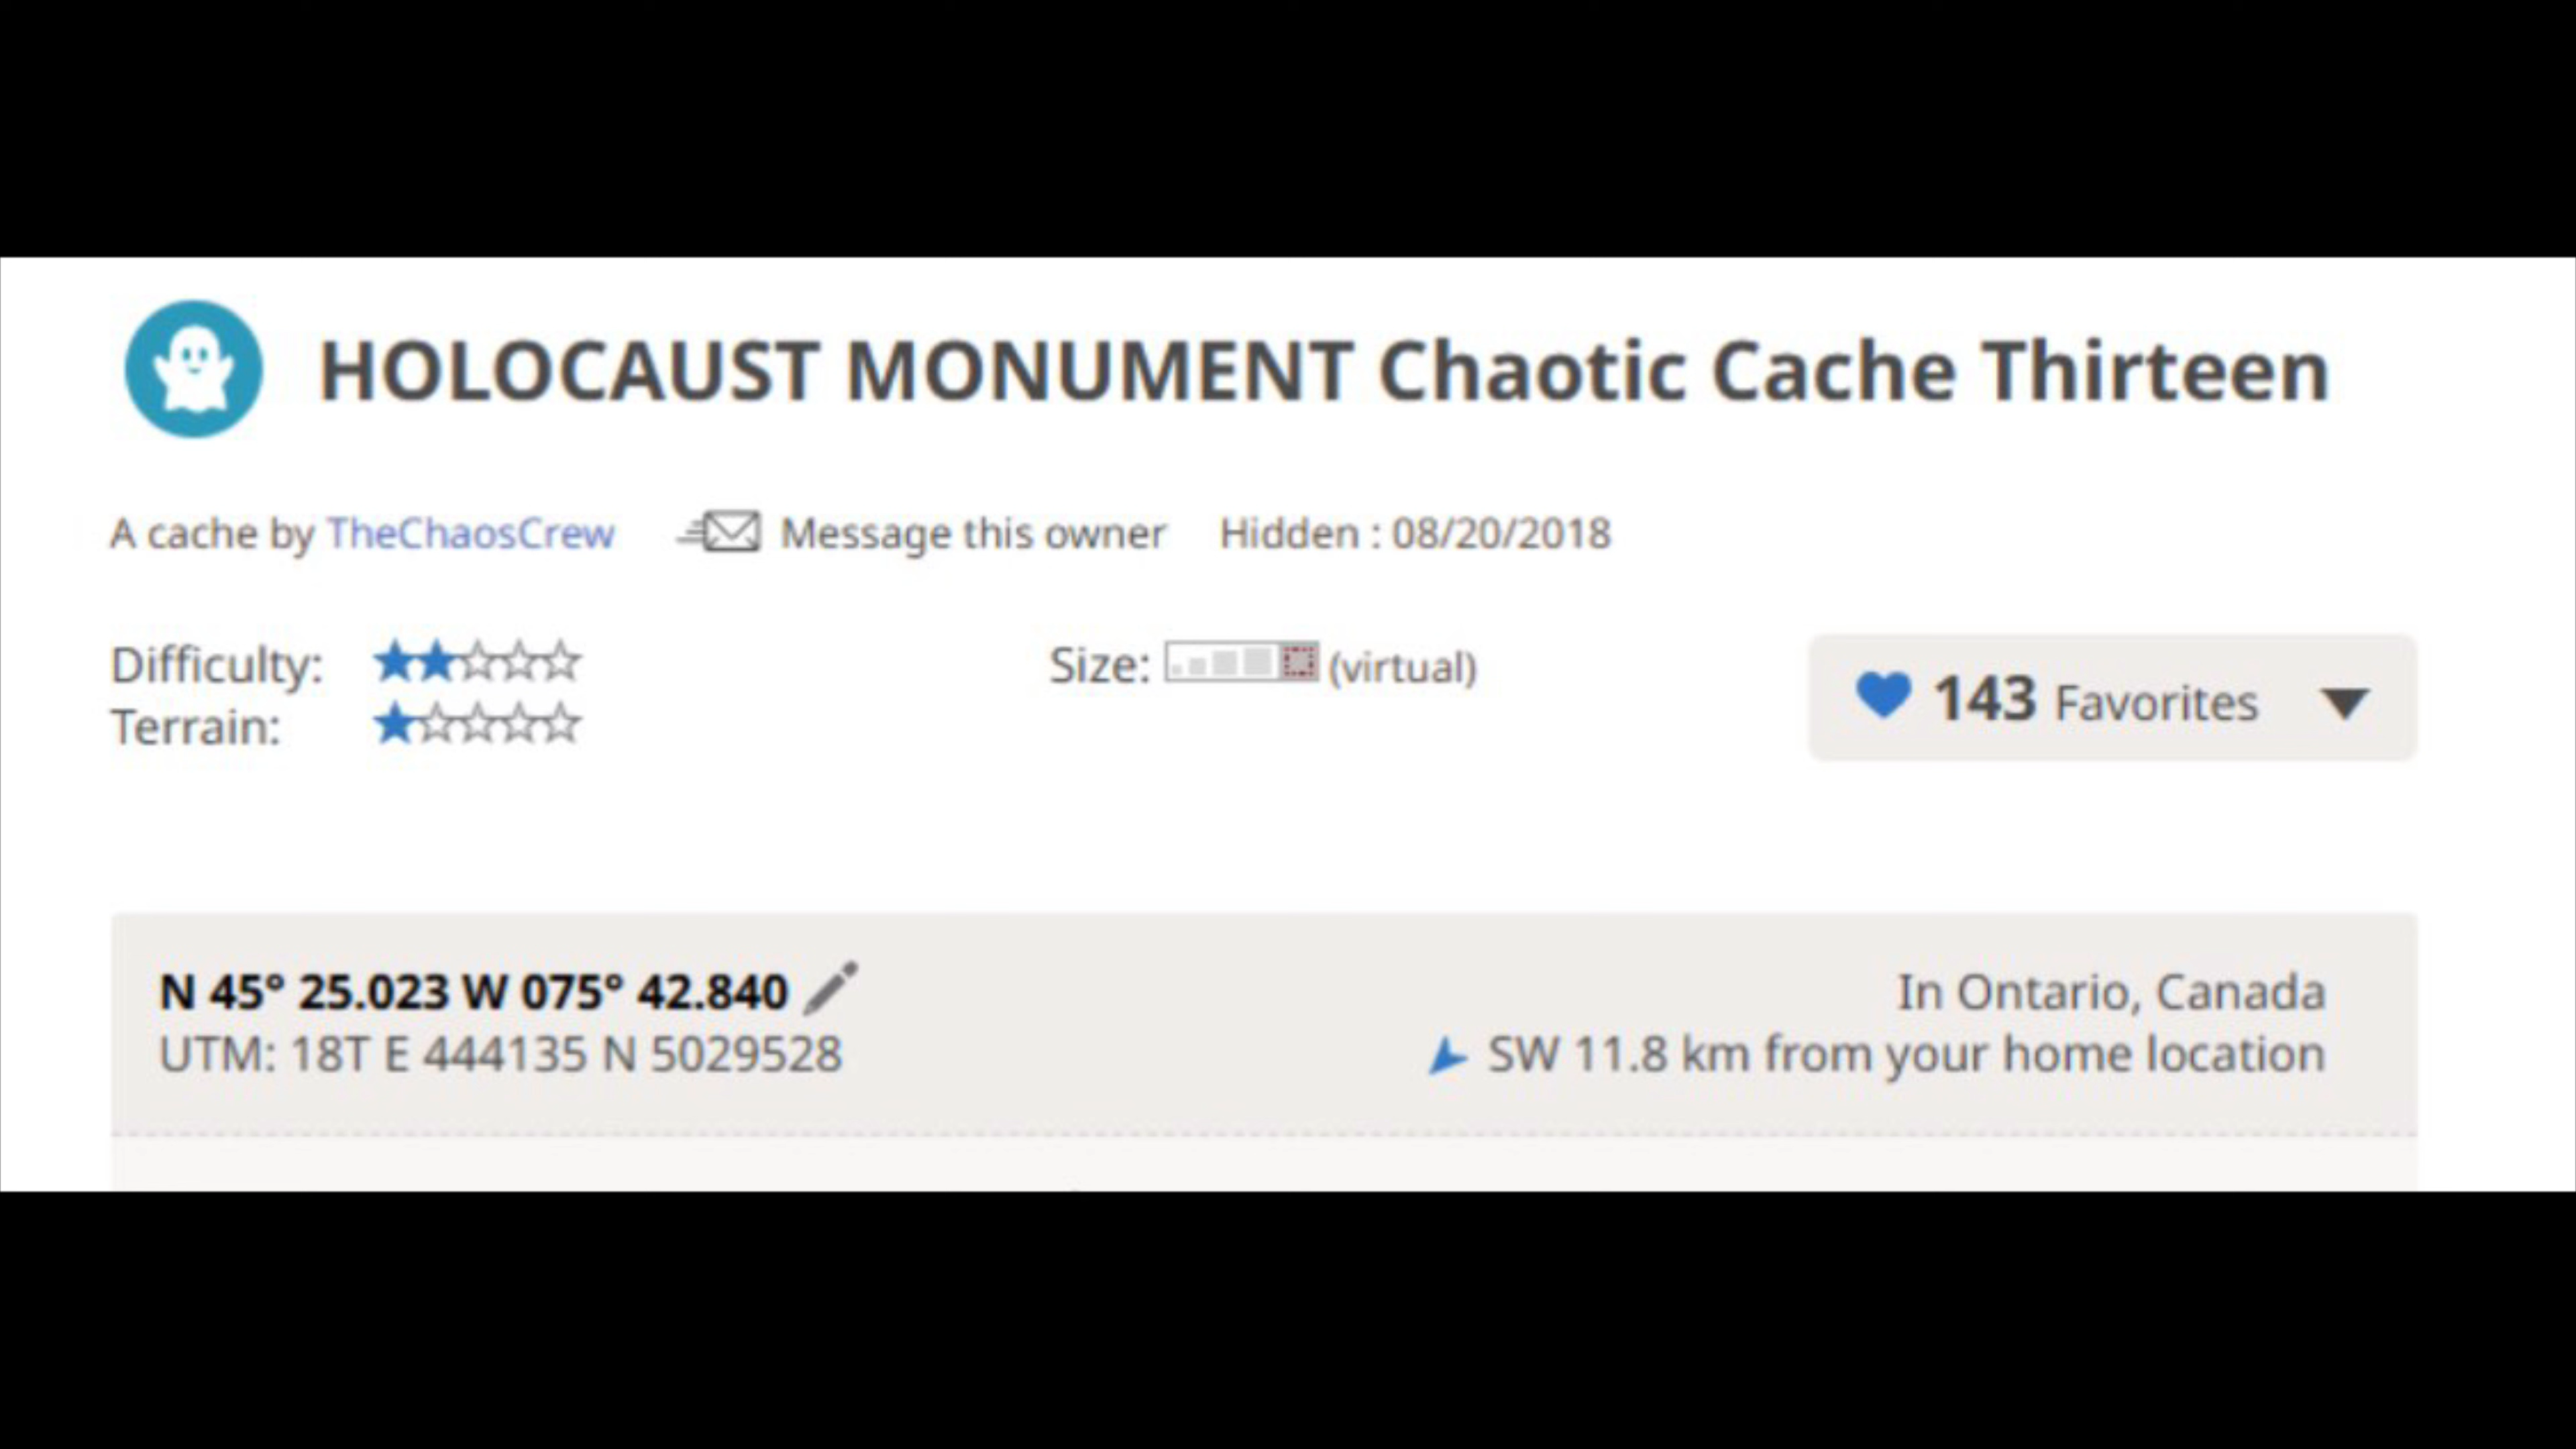 HOLOCAUST MONUMENT Chaotic Cache Thirteen
A cache by TheChaosCrew Message this owner Hidden : 08/20/2018
Difficulty: Size: (virtual)
Terrain:
143 Favorites
N 45° 25.023 W 075° 42.840
UTM: 18T E 444135 N 5029528
In Ontario, Canada
SW 11.8 km from your home location